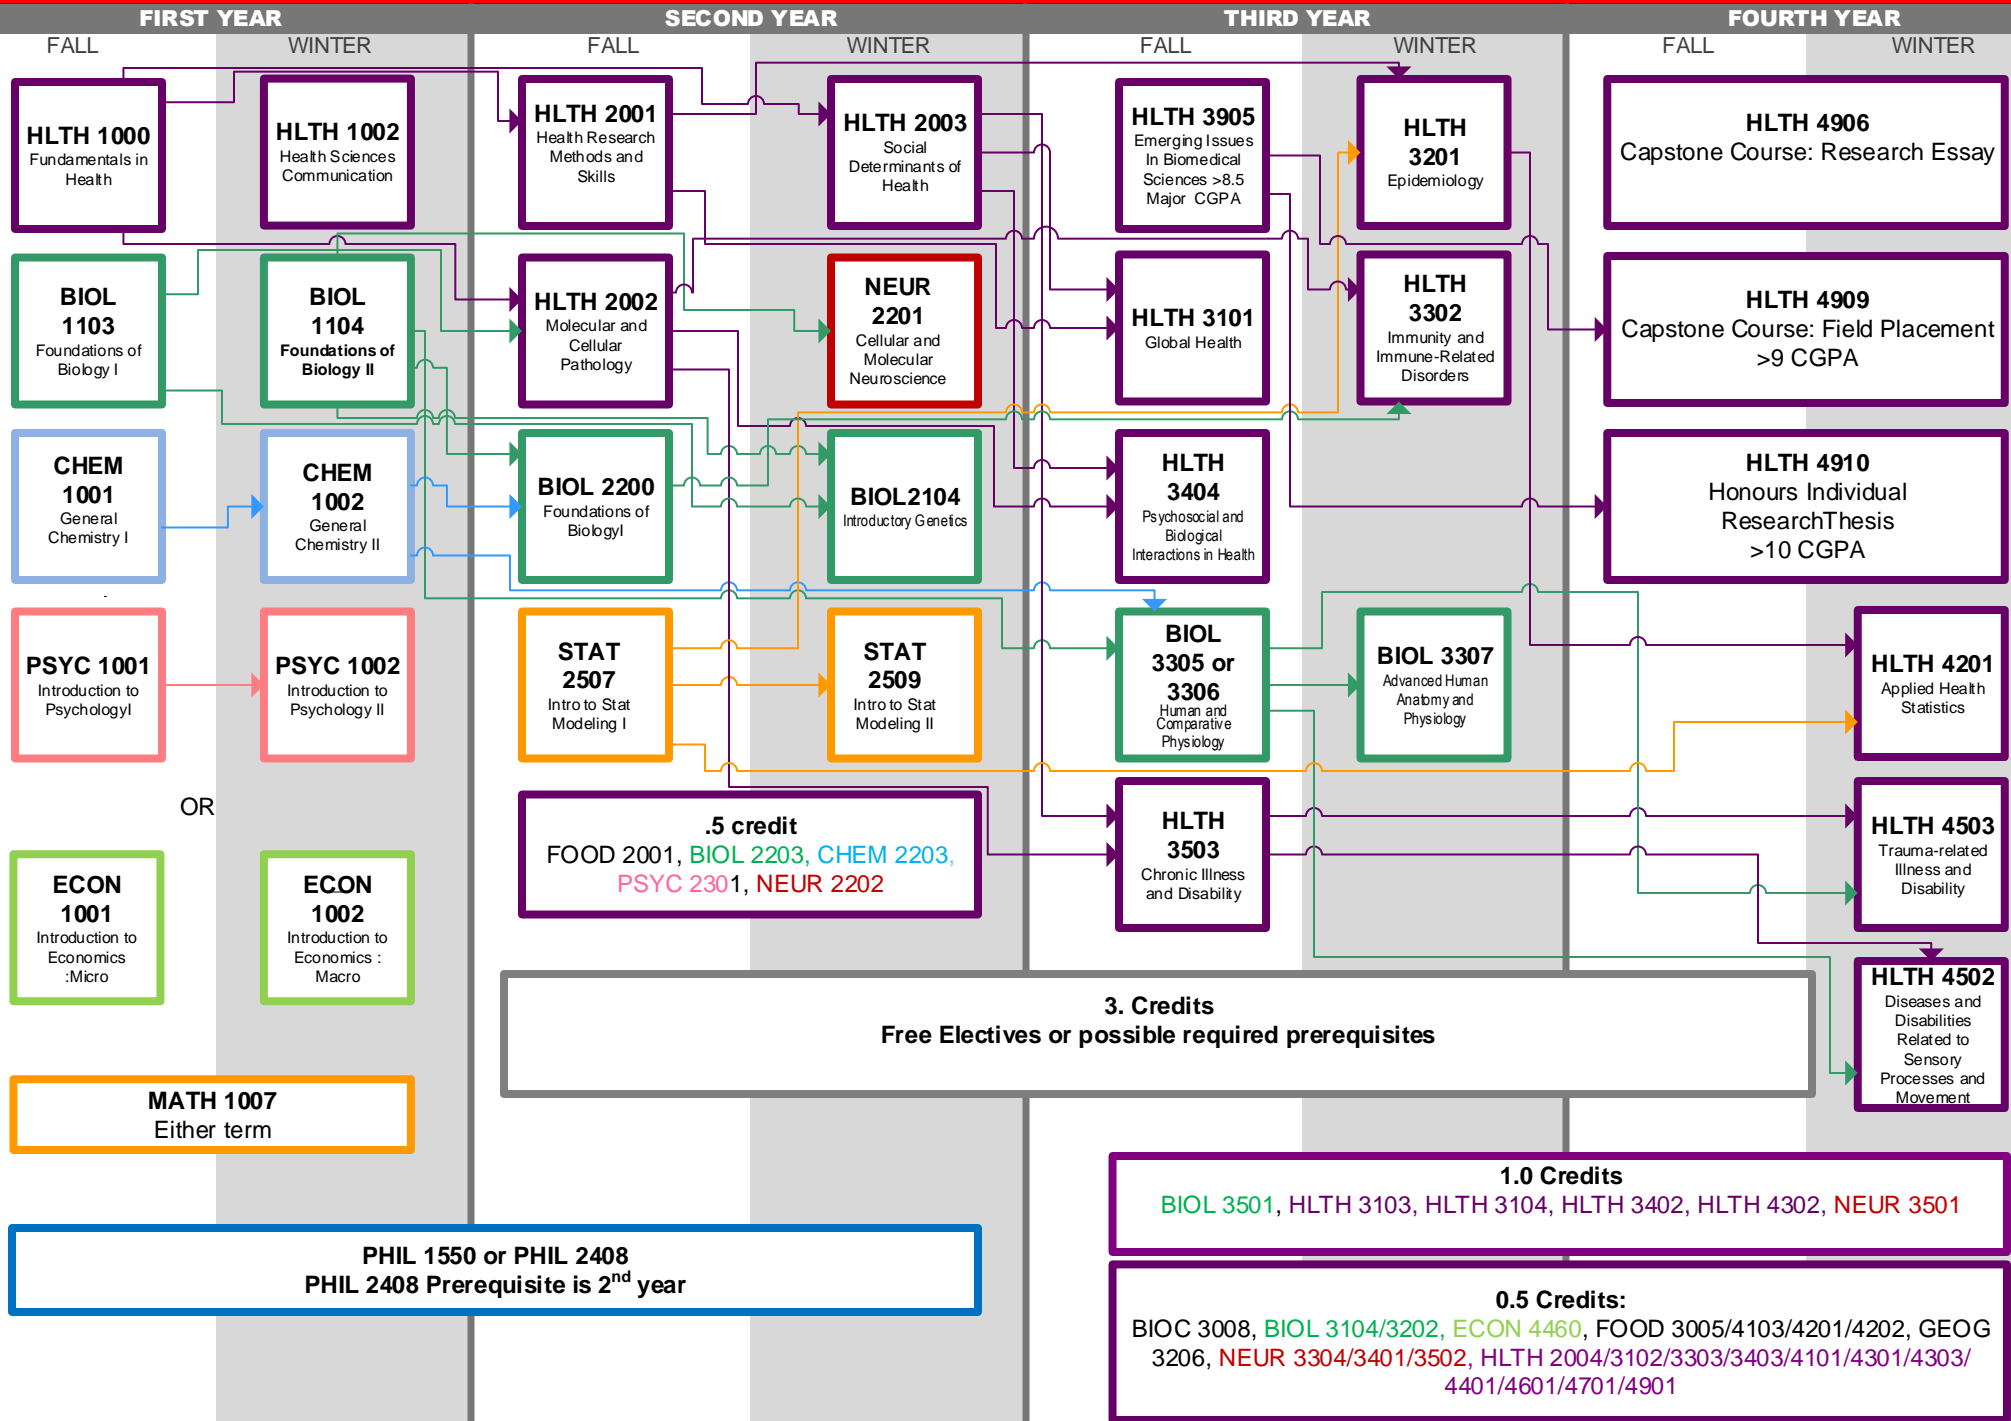 FIRST YEAR
SECOND YEAR
THIRD YEAR
FOURTH YEAR
FALL
WINTER
FALL
WINTER
FALL
WINTER
FALL
WINTER
HLTH 1000
Fundamentals in
Health
HLTH 1002
Health Sciences
Communication
HLTH 2001
Health Research
Methods and
Skills
HLTH 2003
Social
Determinants of
Health
HLTH 3905
Emerging Issues
In Biomedical
Sciences >8.5
Major CGPA
HLTH
3201
Epidemiology
HLTH 4906
Capstone Course: Research Essay
BIOL
1103
Foundations of
Biology I
BIOL
1104
Foundations of
Biology II
HLTH 2002
Molecular and
Cellular
Pathology
NEUR
2201
Cellular and
Molecular
Neuroscience
HLTH 3101
Global Health
HLTH
3302
Immunity and
Immune-Related
Disorders
HLTH 4909
Capstone Course: Field Placement
>9 CGPA
CHEM
1001
General
Chemistry I
CHEM
1002
General
Chemistry II
BIOL 2200
Foundations of
BiologyI
BIOL2104
Introductory Genetics
HLTH
3404
Psychosocial and
Biological
Interactions in Health
HLTH 4910
Honours Individual
ResearchThesis
>10 CGPA
PSYC 1001
Introduction to
PsychologyI
PSYC 1002
Introduction to
Psychology II
STAT
2507
Intro to Stat
Modeling I
STAT
2509
Intro to Stat
Modeling II
BIOL
3305 or
3306
Human and
Comparative
Physiology
BIOL 3307
Advanced Human
Anatomy and
Physiology
HLTH 4201
Applied Health
Statistics
OR
.5 credit
FOOD 2001, BIOL 2203, CHEM 2203,
PSYC 2301, NEUR 2202
HLTH
3503
Chronic Illness
and Disability
HLTH 4503
Trauma-related
Illness and
Disability
ECON
1001
Introduction to
Economics
:Micro
ECON
1002
Introduction to
Economics :
Macro
3. Credits
Free Electives or possible required prerequisites
HLTH 4502
Diseases and
Disabilities
Related to
Sensory
Processes and
Movement
MATH 1007
Either term
1.0 Credits
BIOL 3501, HLTH 3103, HLTH 3104, HLTH 3402, HLTH 4302, NEUR 3501
PHIL 1550 or PHIL 2408
PHIL 2408 Prerequisite is 2nd year
0.5 Credits:
BIOC 3008, BIOL 3104/3202, ECON 4460, FOOD 3005/4103/4201/4202, GEOG
3206, NEUR 3304/3401/3502, HLTH 2004/3102/3303/3403/4101/4301/4303/
4401/4601/4701/4901